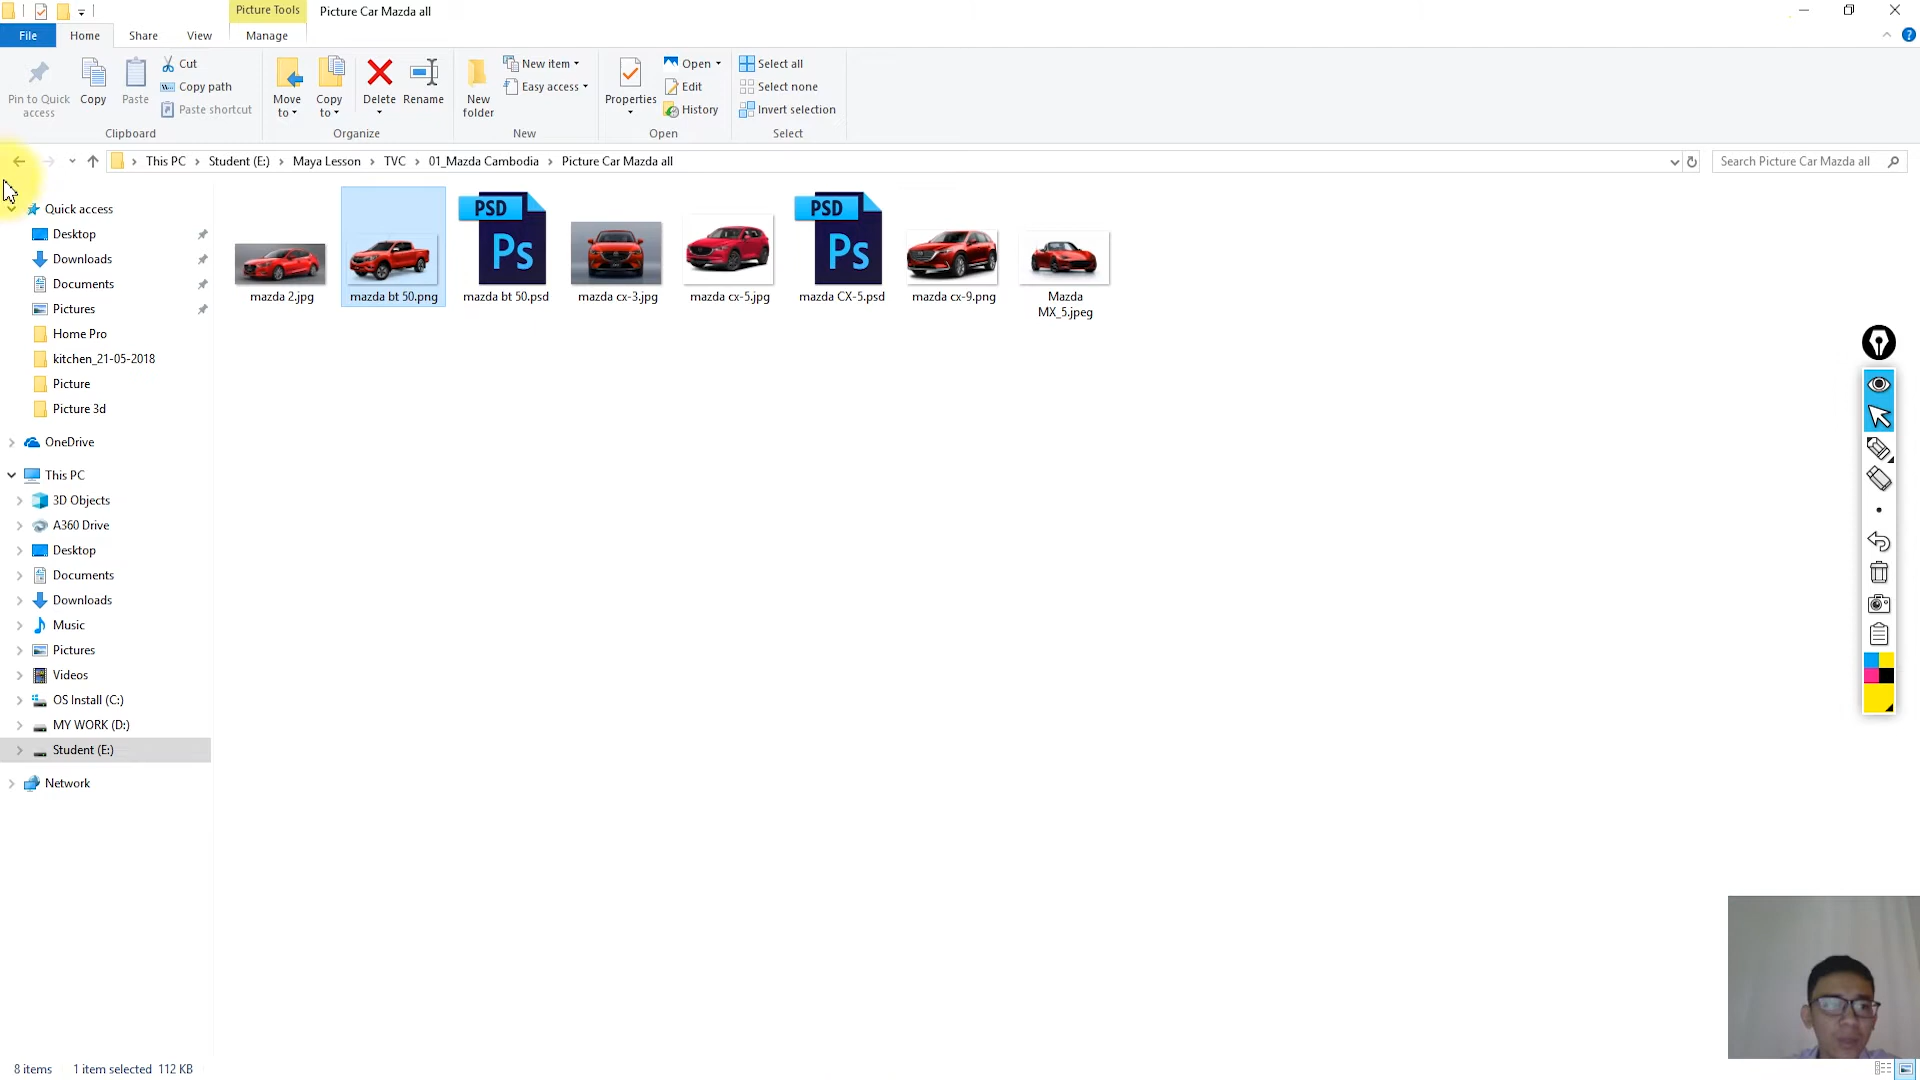 Picture Tools
Picture Car Mazda all
File
Home
Share
View
Manage
Pin to Quick
access
Copy
Paste
Cut
Copy path
Paste shortcut
Move
to
Copy
to
Delete
Rename
New
folder
New item
Easy access
Properties
Open
Edit
History
Select all
Select none
Invert selection
Clipboard
Organize
New
Open
Select
This PC
Student (E:)
Maya Lesson
TVC
01_Mazda Cambodia
Picture Car Mazda all
Search Picture Car Mazda all
Quick access
Desktop
Downloads
Documents
Pictures
Home Pro
kitchen_21-05-2018
Picture
Picture 3d
OneDrive
This PC
3D Objects
A360 Drive
Desktop
Documents
Downloads
Music
Pictures
Videos
OS Install (C:)
MY WORK (D:)
Student (E:)
Network
PSD
Ps
PSD
Ps
mazda 2.jpg
mazda bt 50.png
mazda bt 50.psd
mazda cx-3.jpg
mazda cx-5.jpg
mazda CX-5.psd
mazda cx-9.png
Mazda
MX_5.jpeg
8 items
1 item selected 112 KB